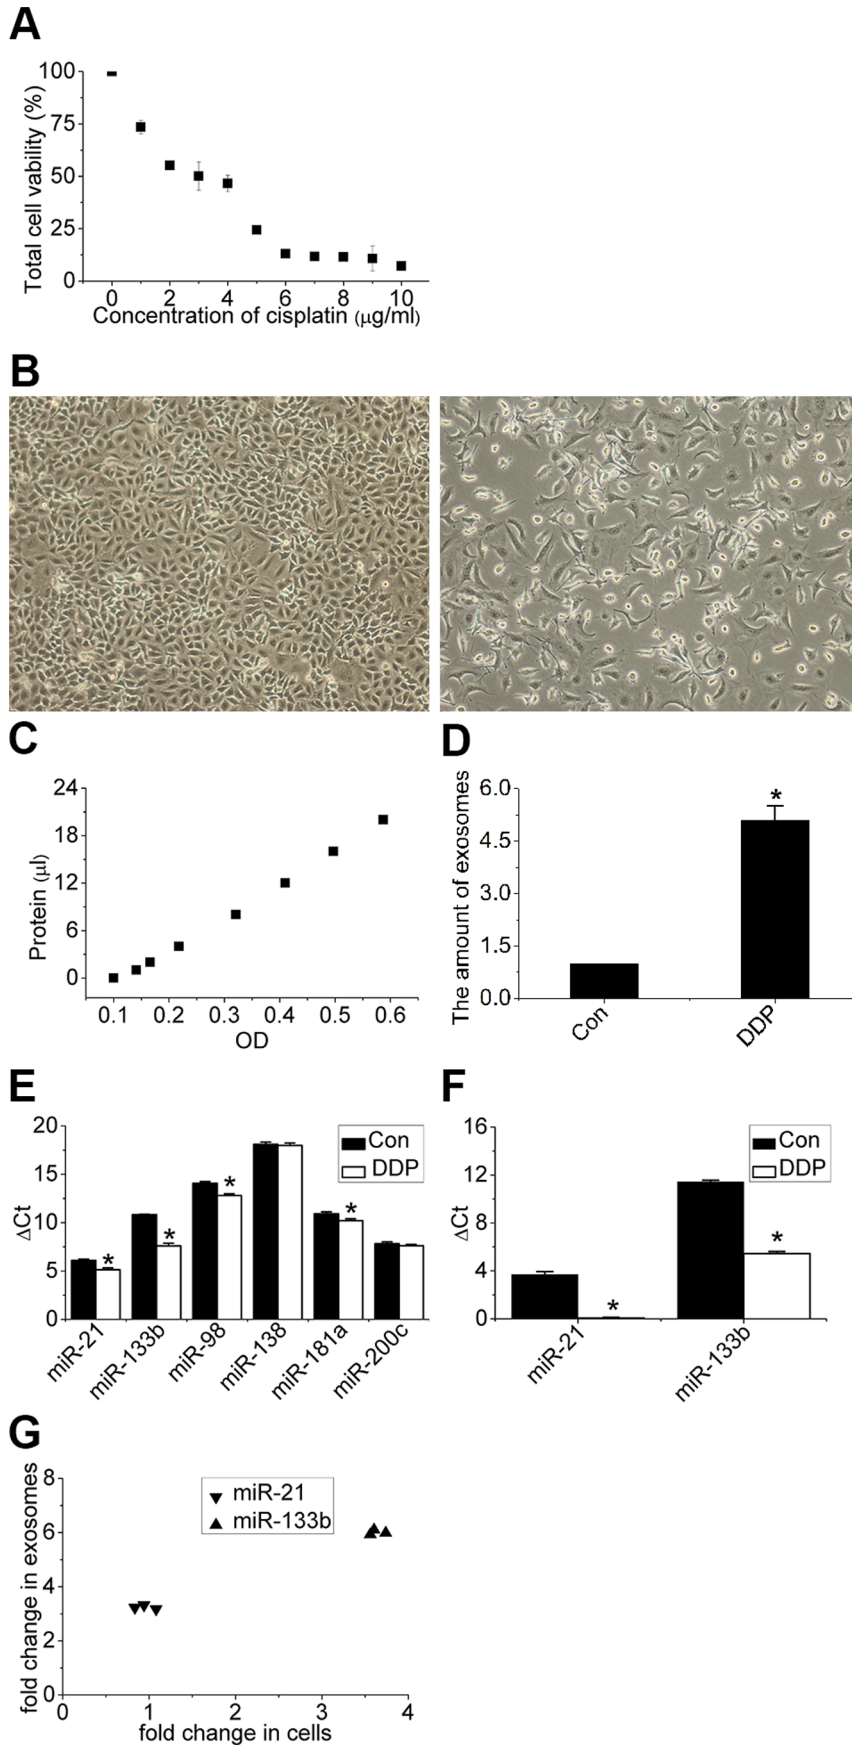 A
100
75
50
25
0
Total cell vability (%)
0 2 4 6 8 10
Concentration of cisplatin (μg/ml)
B
C
24
18
12
6
0
Protein (μl)
0.1 0.2 0.3 0.4 0.5 0.6
OD
D
6.0
4.5
3.0
1.5
0.0
The amount of exosomes
*
Con DDP
E
20
15
10
5
0
ΔCt
Con
DDP
* * * *
miR-21 miR-133b miR-98 miR-138 miR-181a miR-200c
F
16
12
8
4
0
ΔCt
Con
DDP
* *
miR-21 miR-133b
G
8
6
4
2
0
fold change in exosomes
miR-21
miR-133b
0 1 2 3 4
fold change in cells